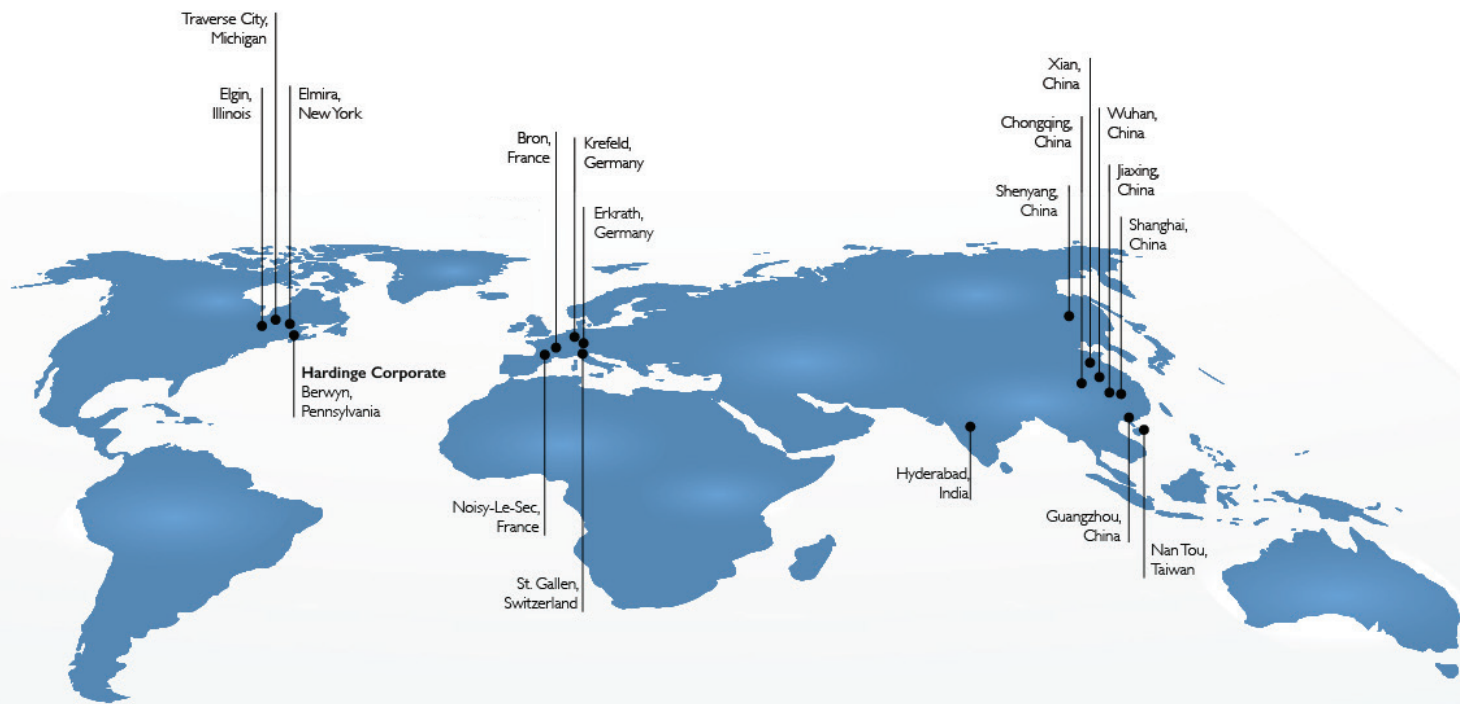 Traverse City,
Michigan
Elgin,
Illinois
Elmira,
New York
Hardinge Corporate
Berwyn,
Pennsylvania
Bron,
France
Krefeld,
Germany
Erkrath,
Germany
Noisy-Le-Sec,
France
St. Gallen,
Switzerland
Xian,
China
Chongqing,
China
Wuhan,
China
Shenyang,
China
Jiaxing,
China
Shanghai,
China
Hyderabad,
India
Guangzhou,
China
Nan Tou,
Taiwan